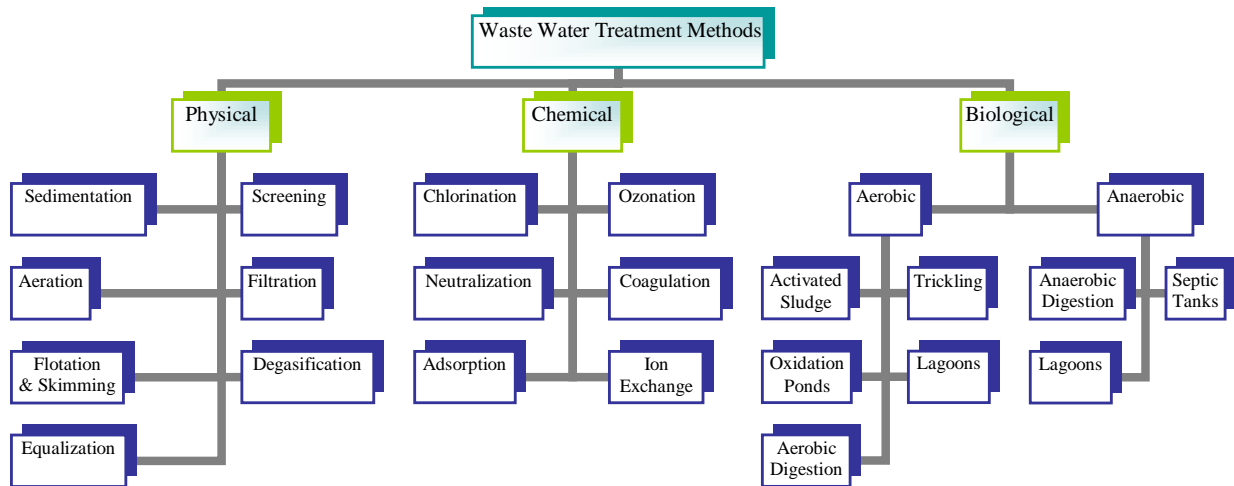 Waste Water Treatment Methods
Physical
Chemical
Biological
Sedimentation
Screening
Aeration
Filtration
Flotation
& Skimming
Degasification
Equalization
Chlorination
Ozonation
Neutralization
Coagulation
Adsorption
Ion
Exchange
Aerobic
Anaerobic
Activated
Sludge
Trickling
Oxidation
Ponds
Lagoons
Aerobic
Digestion
Anaerobic
Digestion
Septic
Tanks
Lagoons